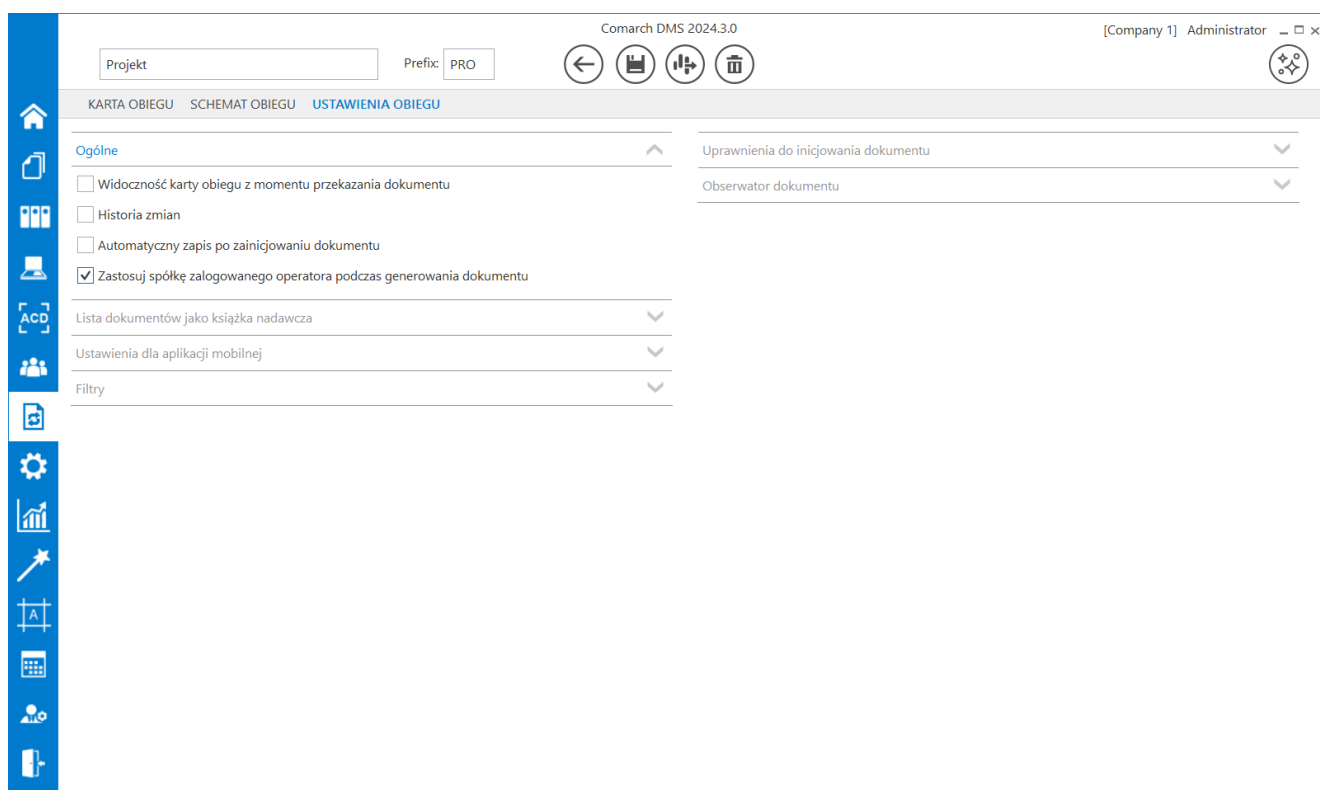 Comarch DMS 2024.3.0
[Company 1] Administrator
Projekt Prefix: PRO
KARTA OBIEGU SCHEMAT OBIEGU USTAWIENIA OBIEGU
Ogólne
Widoczność karty obiegu z momentu przekazania dokumentu
Historia zmian
Automatyczny zapis po zainicjowaniu dokumentu
Zastosuj spółkę zalogowanego operatora podczas generowania dokumentu
Lista dokumentów jako książka nadawcza
Ustawienia dla aplikacji mobilnej
Filtry
Uprawnienia do inicjowania dokumentu
Obserwator dokumentu
ACD
A